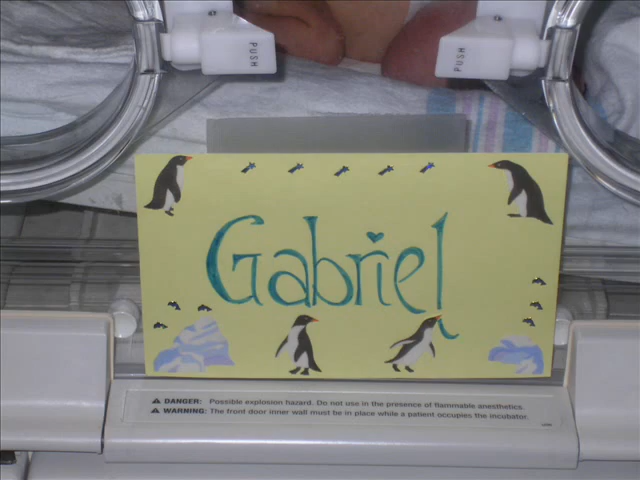 PUSH
PUSH
Gabriel
DANGER: Possible explosion hazard. Do not use in the presence of flammable anesthetics.
WARNING: The front door inner wall must be in place while a patient occupies the incubator.